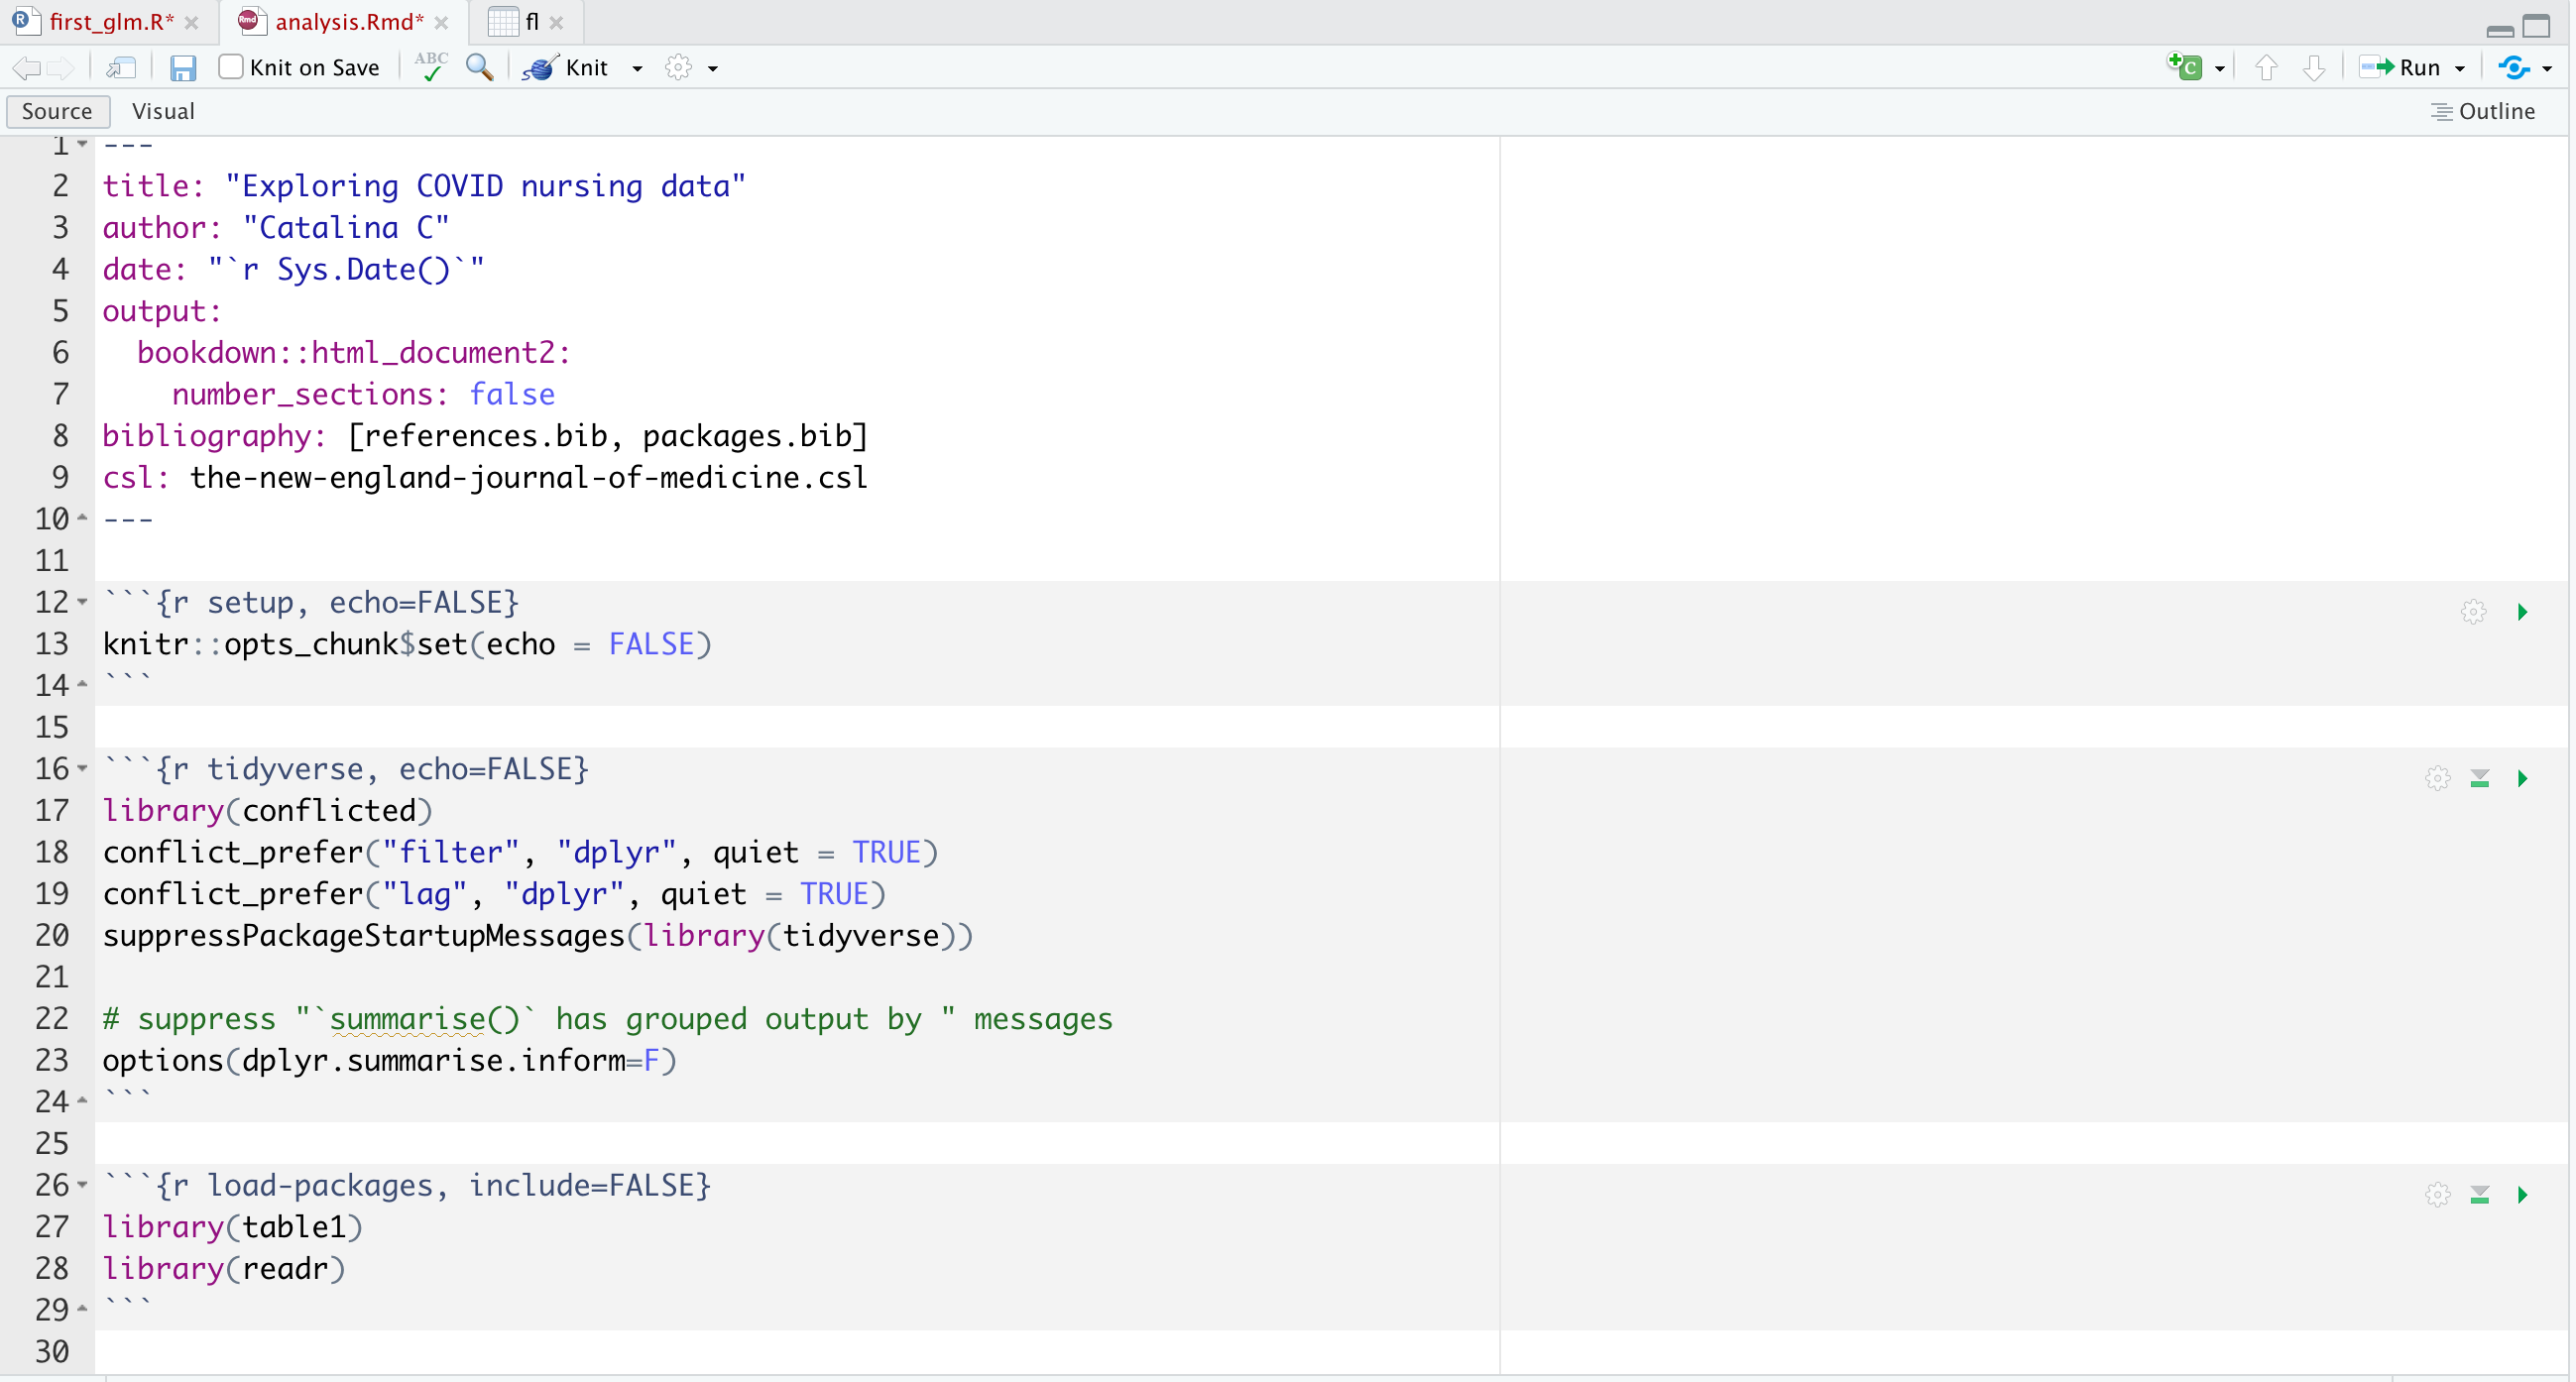 first_glm.R*
analysis.Rmd*
fl
Knit on Save
ABC
Knit
C
Run
Source
Visual
Outline
1 ---
2 title: "Exploring COVID nursing data"
3 author: "Catalina C"
4 date: "`r Sys.Date()`"
5 output:
6   bookdown::html_document2:
7     number_sections: false
8 bibliography: [references.bib, packages.bib]
9 csl: the-new-england-journal-of-medicine.csl
10 ---
11
12 ```{r setup, echo=FALSE}
13 knitr::opts_chunk$set(echo = FALSE)
14 ```
15
16 ```{r tidyverse, echo=FALSE}
17 library(conflicted)
18 conflict_prefer("filter", "dplyr", quiet = TRUE)
19 conflict_prefer("lag", "dplyr", quiet = TRUE)
20 suppressPackageStartupMessages(library(tidyverse))
21
22 # suppress "`summarise()` has grouped output by " messages
23 options(dplyr.summarise.inform=F)
24 ```
25
26 ```{r load-packages, include=FALSE}
27 library(table1)
28 library(readr)
29 ```
30